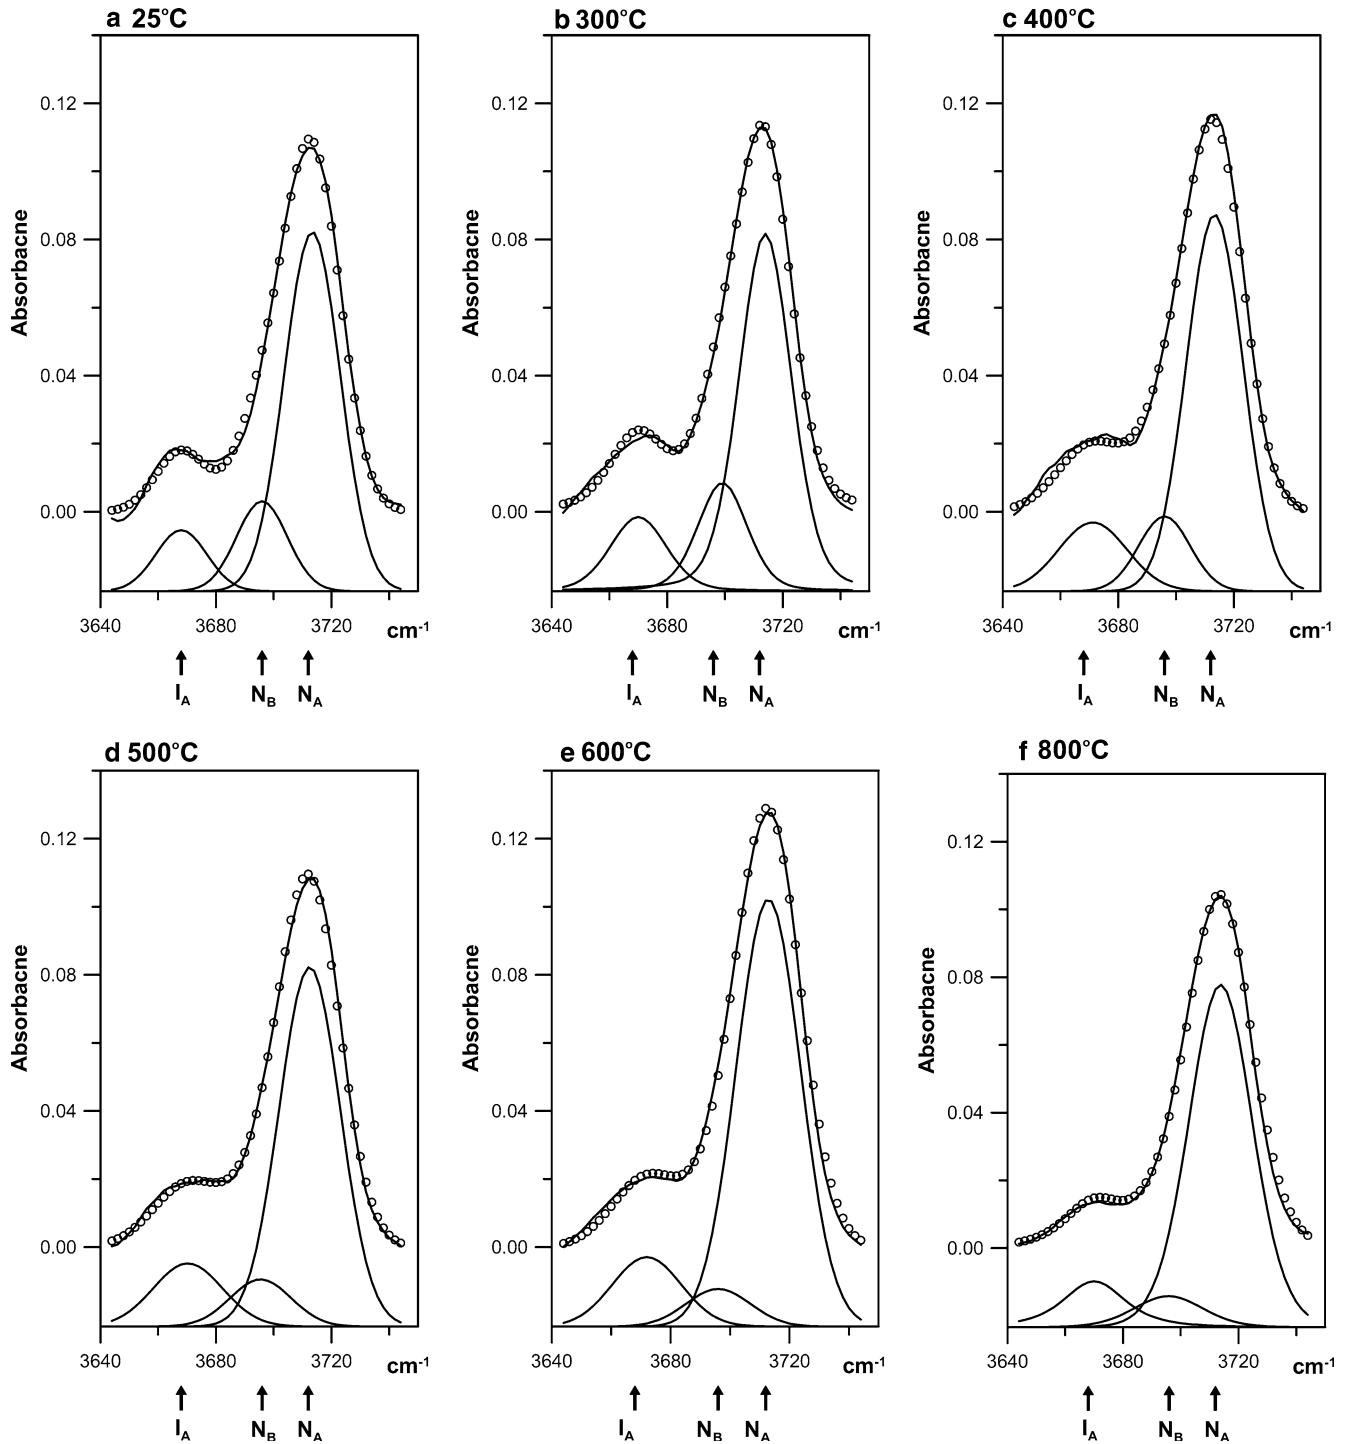 a 25°C
b 300°C
c 400°C
0.12
0.12
0.12
0.08
0.08
0.08
Absorbacne
Absorbacne
Absorbacne
0.04
0.04
0.04
0.00
0.00
0.00
3640 3680 3720 cm-1
3640 3680 3720 cm-1
3640 3680 3720 cm-1
IA NB NA
IA NB NA
IA NB NA
d 500°C
e 600°C
f 800°C
0.12
0.12
0.12
0.08
0.08
0.08
Absorbacne
Absorbacne
Absorbacne
0.04
0.04
0.04
0.00
0.00
0.00
3640 3680 3720 cm-1
3640 3680 3720 cm-1
3640 3680 3720 cm-1
IA NB NA
IA NB NA
IA NB NA